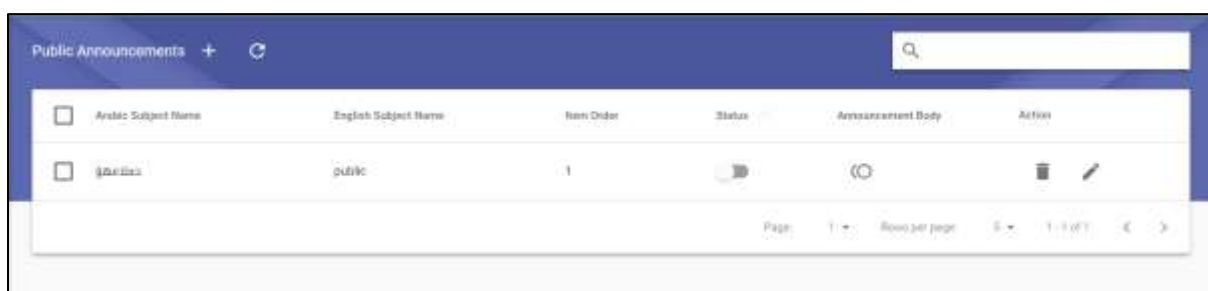 Public Announcements
Arabic Subject Name English Subject Name Item Order Status Announcement Body Action
public 1
Page: 1 Rows per page: 5 1-1 of 1